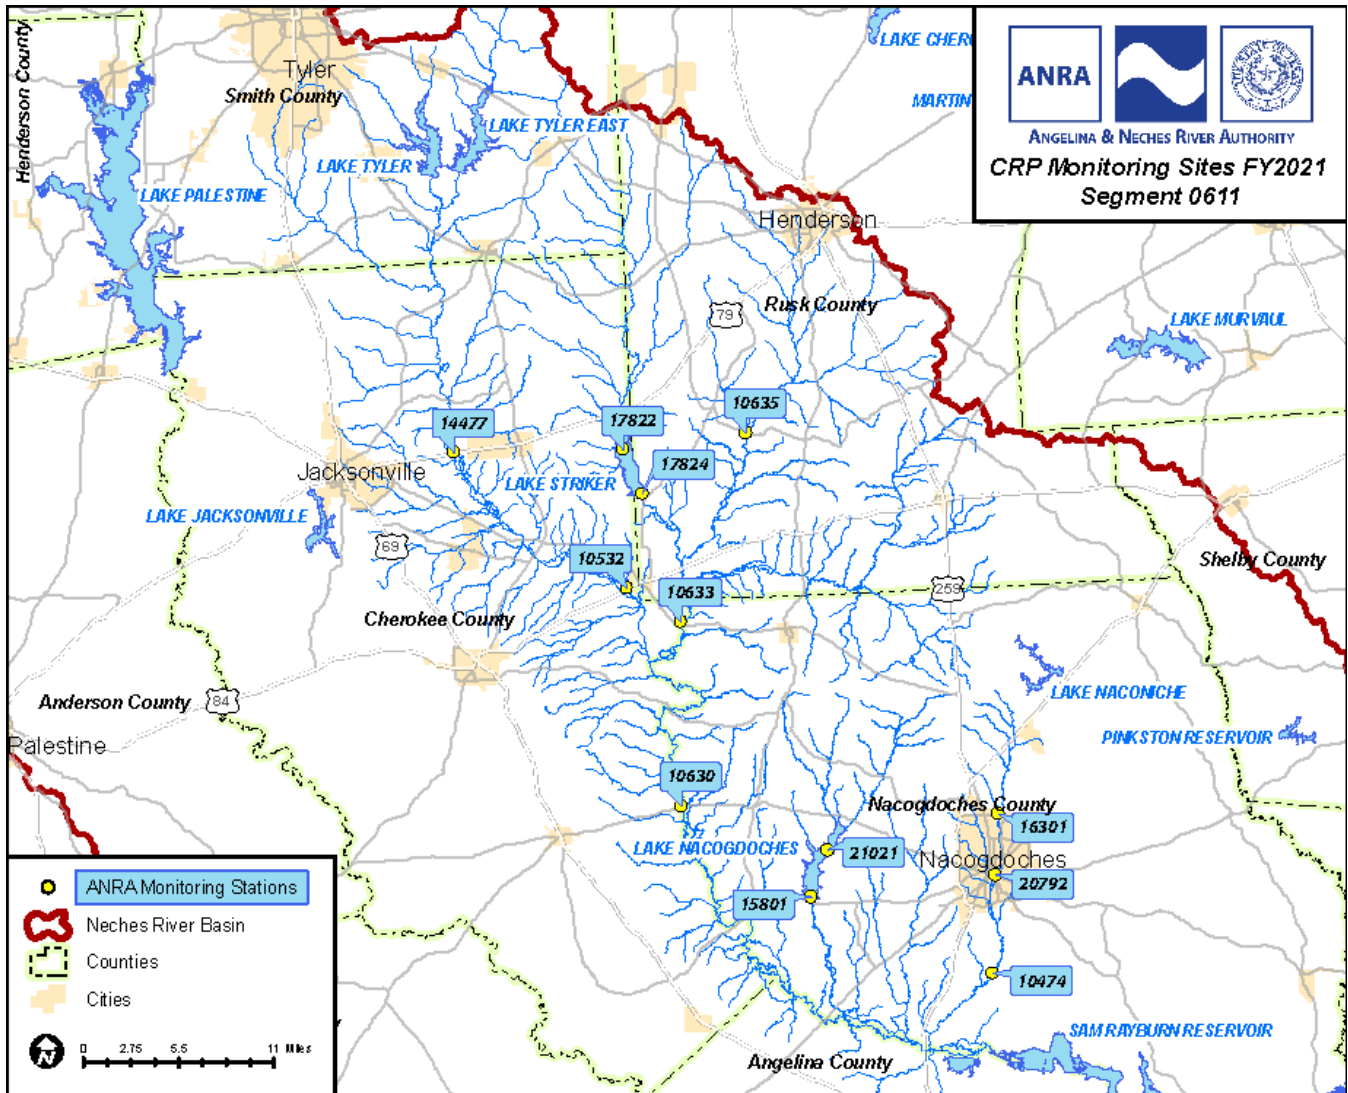 Henderson County
Tyler
Smith County
LAKE TYLER EAST
LAKE TYLER
LAKE PALESTINE
LAKE CHER
MARTIN
ANRA
ANGELINA & NECHES RIVER AUTHORITY
CRP Monitoring Sites FY2021
Segment 0611
Henderson
Rusk County
79
LAKE MURVAUL
14477
17822
10635
17824
Jacksonville
LAKE STRIKER
LAKE JACKSONVILLE
69
10532
10633
259
Shelby County
Cherokee County
Anderson County
84
LAKE NACONICHE
Palestine
PINKSTON RESERVOIR
10630
Nacogdoches County
16301
LAKE NACOGDOCHES
21021
Nacogdoches
20792
15801
10474
SAM RAYBURN RESERVOIR
Angelina County
ANRA Monitoring Stations
Neches River Basin
Counties
Cities
N
0 2.75 5.5 11 Miles